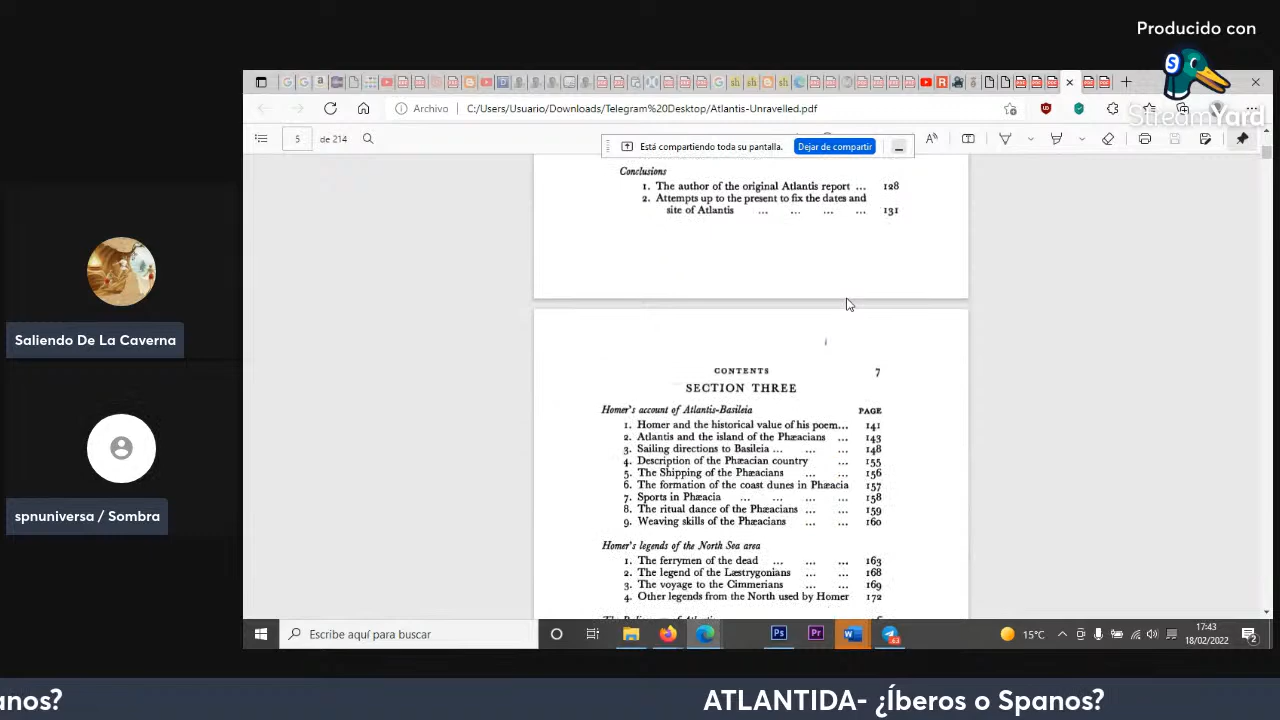 Producido con
StreamYard
Archivo
C:/Users/Usuario/Downloads/Telegram%20Desktop/Atlantis-Unravelled.pdf
5
de 214
Está compartiendo toda su pantalla.
Dejar de compartir
Conclusions
1. The author of the original Atlantis report ... 128
2. Attempts up to the present to fix the dates and
site of Atlantis ... ... ... ... 131
CONTENTS 7
SECTION THREE
Homer's account of Atlantis-Basileia PAGE
1. Homer and the historical value of his poem... 141
2. Atlantis and the island of the Phæacians ... 143
3. Sailing directions to Basileia ... ... ... 148
4. Description of the Phæacian country ... 155
5. The Shipping of the Phæacians ... ... 156
6. The formation of the coast dunes in Phæacia 157
7. Sports in Phæacia ... ... ... ... 158
8. The ritual dance of the Phæacians ... ... 159
9. Weaving skills of the Phæacians ... ... 160
Homer's legends of the North Sea area
1. The ferrymen of the dead ... ... ... 163
2. The legend of the Læstrygonians ... ... 168
3. The voyage to the Cimmerians ... ... 169
4. Other legends from the North used by Homer 172
Saliendo De La Caverna
spnuniversa / Sombra
Escribe aquí para buscar
15°C
17:43
18/02/2022
anos?
ATLANTIDA- ¿Íberos o Spanos?